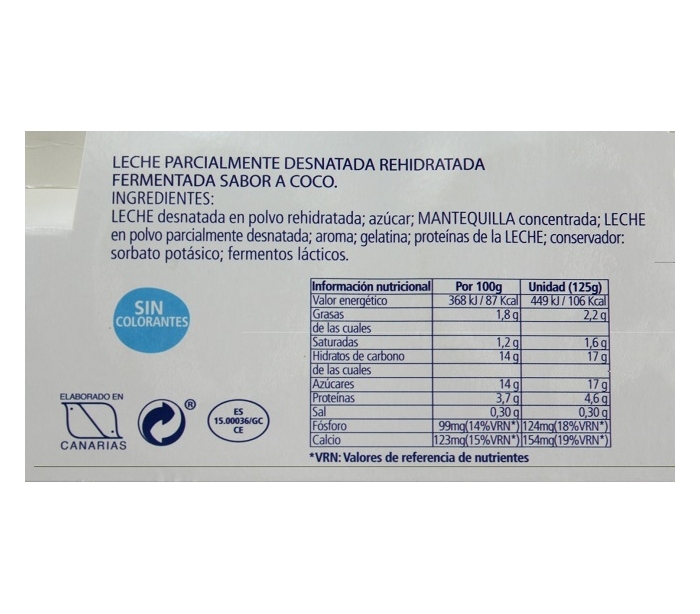 LECHE PARCIALMENTE DESNATADA REHIDRATADA
FERMENTADA SABOR A COCO.
INGREDIENTES:
LECHE desnatada en polvo rehidratada; azúcar; MANTEQUILLA concentrada; LECHE
en polvo parcialmente desnatada; aroma; gelatina; proteínas de la LECHE; conservador:
sorbato potásico; fermentos lácticos.
SIN
COLORANTES
Información nutricional Por 100g Unidad (125g)
Valor energético 368 kJ / 87 Kcal 449 kJ / 106 Kcal
Grasas 1,8 g 2,2 g
de las cuales
Saturadas 1,2 g 1,6 g
Hidratos de carbono 14 g 17 g
de las cuales
Azúcares 14 g 17 g
Proteínas 3,7 g 4,6 g
Sal 0,30 g 0,30 g
Fósforo 99mg(14%VRN*) 124mg(18%VRN*)
Calcio 123mg(15%VRN*) 154mg(19%VRN*)
*VRN: Valores de referencia de nutrientes
ELABORADO EN
CANARIAS
®
ES
15.00036/GC
CE